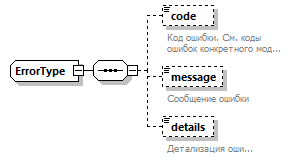 code
Код ошибки. См. коды
ошибок конкретного мод...
ErrorType
message
Сообщение ошибки
details
Детализация оши...